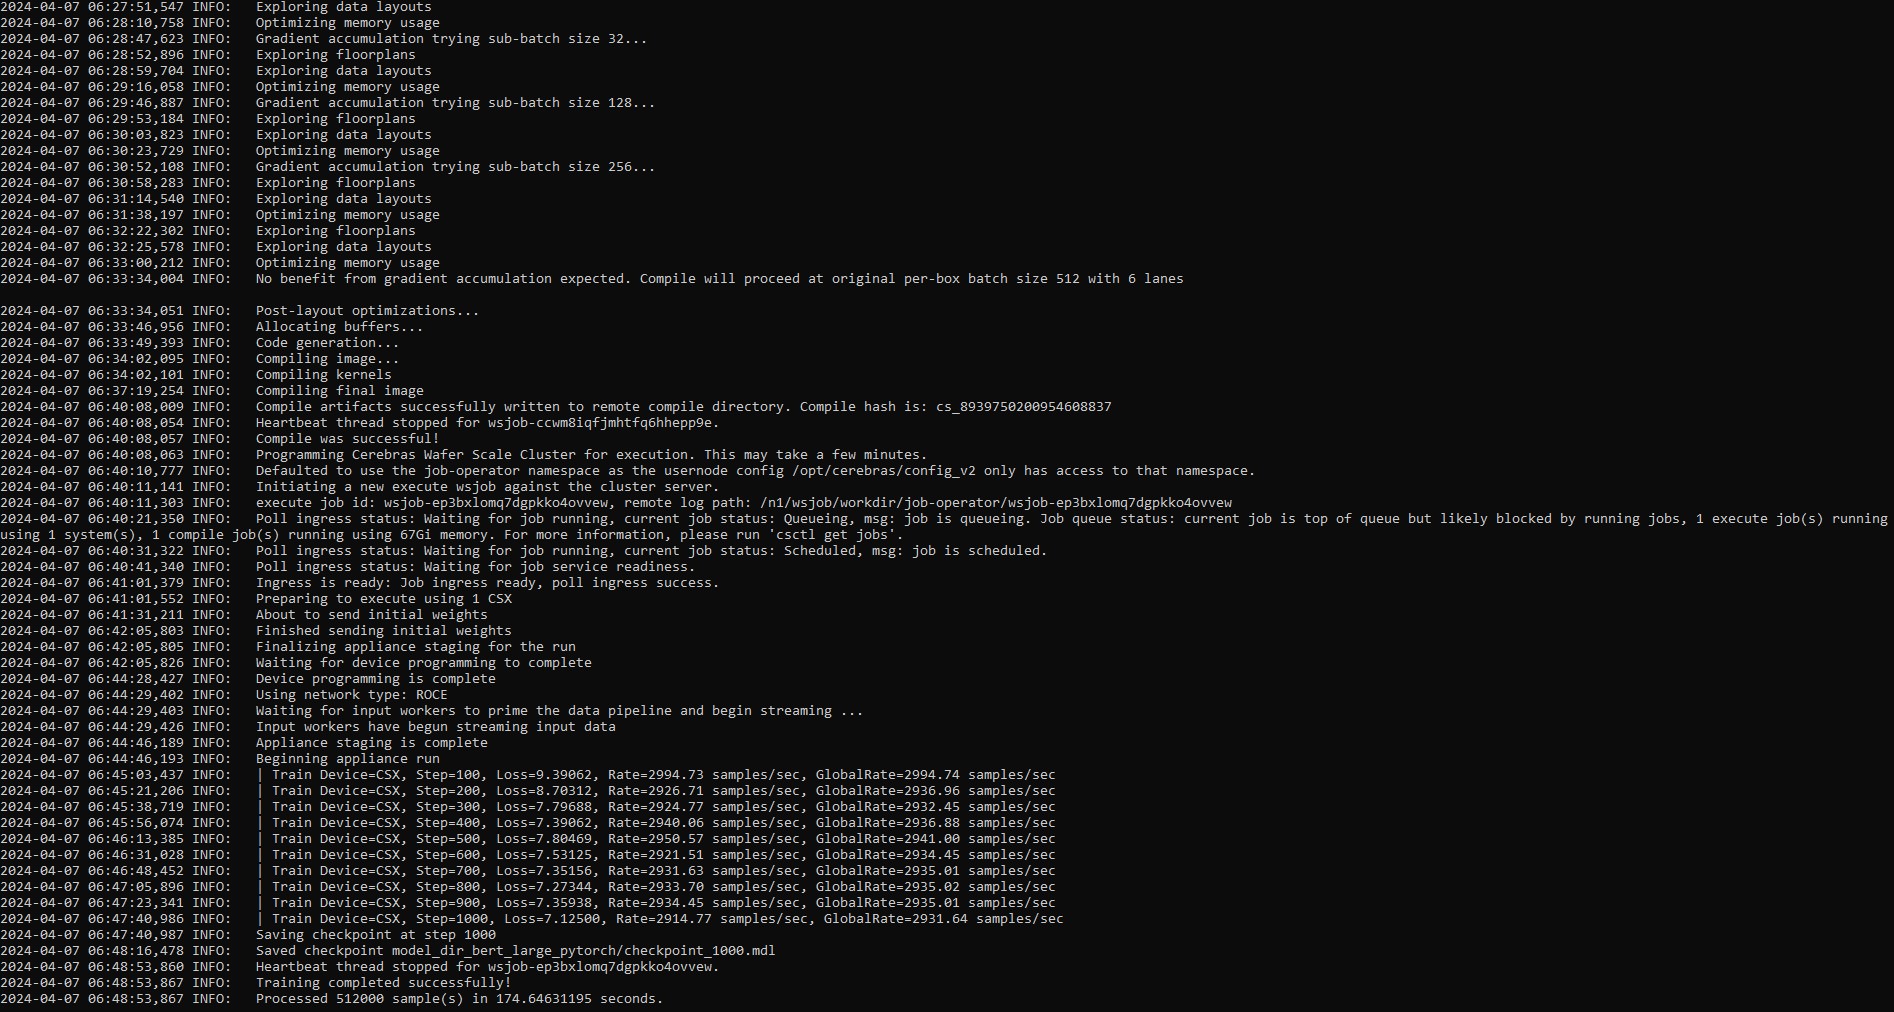 2024-04-07 06:27:51,547 INFO:   Exploring data layouts
2024-04-07 06:28:10,758 INFO:   Optimizing memory usage
2024-04-07 06:28:47,623 INFO:   Gradient accumulation trying sub-batch size 32...
2024-04-07 06:28:52,896 INFO:   Exploring floorplans
2024-04-07 06:28:59,704 INFO:   Exploring data layouts
2024-04-07 06:29:16,058 INFO:   Optimizing memory usage
2024-04-07 06:29:46,887 INFO:   Gradient accumulation trying sub-batch size 128...
2024-04-07 06:29:53,184 INFO:   Exploring floorplans
2024-04-07 06:30:03,823 INFO:   Exploring data layouts
2024-04-07 06:30:23,729 INFO:   Optimizing memory usage
2024-04-07 06:30:52,108 INFO:   Gradient accumulation trying sub-batch size 256...
2024-04-07 06:30:58,283 INFO:   Exploring floorplans
2024-04-07 06:31:14,540 INFO:   Exploring data layouts
2024-04-07 06:31:38,197 INFO:   Optimizing memory usage
2024-04-07 06:32:22,302 INFO:   Exploring floorplans
2024-04-07 06:32:25,578 INFO:   Exploring data layouts
2024-04-07 06:33:00,212 INFO:   Optimizing memory usage
2024-04-07 06:33:34,004 INFO:   No benefit from gradient accumulation expected. Compile will proceed at original per-box batch size 512 with 6 lanes
2024-04-07 06:33:34,051 INFO:   Post-layout optimizations...
2024-04-07 06:33:46,956 INFO:   Allocating buffers...
2024-04-07 06:33:49,393 INFO:   Code generation...
2024-04-07 06:34:02,095 INFO:   Compiling image...
2024-04-07 06:34:02,101 INFO:   Compiling kernels
2024-04-07 06:37:19,254 INFO:   Compiling final image
2024-04-07 06:40:08,009 INFO:   Compile artifacts successfully written to remote compile directory. Compile hash is: cs_8939750200954608837
2024-04-07 06:40:08,054 INFO:   Heartbeat thread stopped for wsjob-ccwm8iqfjmhtfq6hhepp9e.
2024-04-07 06:40:08,057 INFO:   Compile was successful!
2024-04-07 06:40:08,063 INFO:   Programming Cerebras Wafer Scale Cluster for execution. This may take a few minutes.
2024-04-07 06:40:10,777 INFO:   Defaulted to use the job-operator namespace as the usernode config /opt/cerebras/config_v2 only has access to that namespace.
2024-04-07 06:40:11,141 INFO:   Initiating a new execute wsjob against the cluster server.
2024-04-07 06:40:11,303 INFO:   execute job id: wsjob-ep3bxlomq7dgpkko4ovvew, remote log path: /n1/wsjob/workdir/job-operator/wsjob-ep3bxlomq7dgpkko4ovvew
2024-04-07 06:40:21,350 INFO:   Poll ingress status: Waiting for job running, current job status: Queueing, msg: job is queueing. Job queue status: current job is top of queue but likely blocked by running jobs, 1 execute job(s) running
using 1 system(s), 1 compile job(s) running using 67Gi memory. For more information, please run 'csctl get jobs'.
2024-04-07 06:40:31,322 INFO:   Poll ingress status: Waiting for job running, current job status: Scheduled, msg: job is scheduled.
2024-04-07 06:40:41,340 INFO:   Poll ingress status: Waiting for job service readiness.
2024-04-07 06:41:01,379 INFO:   Ingress is ready: Job ingress ready, poll ingress success.
2024-04-07 06:41:01,552 INFO:   Preparing to execute using 1 CSX
2024-04-07 06:41:31,211 INFO:   About to send initial weights
2024-04-07 06:42:05,803 INFO:   Finished sending initial weights
2024-04-07 06:42:05,805 INFO:   Finalizing appliance staging for the run
2024-04-07 06:42:05,826 INFO:   Waiting for device programming to complete
2024-04-07 06:44:28,427 INFO:   Device programming is complete
2024-04-07 06:44:29,402 INFO:   Using network type: ROCE
2024-04-07 06:44:29,403 INFO:   Waiting for input workers to prime the data pipeline and begin streaming ...
2024-04-07 06:44:29,426 INFO:   Input workers have begun streaming input data
2024-04-07 06:44:46,189 INFO:   Appliance staging is complete
2024-04-07 06:44:46,193 INFO:   Beginning appliance run
2024-04-07 06:45:03,437 INFO:   | Train Device=CSX, Step=100, Loss=9.39062, Rate=2994.73 samples/sec, GlobalRate=2994.74 samples/sec
2024-04-07 06:45:21,206 INFO:   | Train Device=CSX, Step=200, Loss=8.70312, Rate=2926.71 samples/sec, GlobalRate=2936.96 samples/sec
2024-04-07 06:45:38,719 INFO:   | Train Device=CSX, Step=300, Loss=7.79688, Rate=2924.77 samples/sec, GlobalRate=2932.45 samples/sec
2024-04-07 06:45:56,074 INFO:   | Train Device=CSX, Step=400, Loss=7.39062, Rate=2940.06 samples/sec, GlobalRate=2936.88 samples/sec
2024-04-07 06:46:13,385 INFO:   | Train Device=CSX, Step=500, Loss=7.80469, Rate=2950.57 samples/sec, GlobalRate=2941.00 samples/sec
2024-04-07 06:46:31,028 INFO:   | Train Device=CSX, Step=600, Loss=7.53125, Rate=2921.51 samples/sec, GlobalRate=2934.45 samples/sec
2024-04-07 06:46:48,452 INFO:   | Train Device=CSX, Step=700, Loss=7.35156, Rate=2931.63 samples/sec, GlobalRate=2935.01 samples/sec
2024-04-07 06:47:05,896 INFO:   | Train Device=CSX, Step=800, Loss=7.27344, Rate=2933.70 samples/sec, GlobalRate=2935.02 samples/sec
2024-04-07 06:47:23,341 INFO:   | Train Device=CSX, Step=900, Loss=7.35938, Rate=2934.45 samples/sec, GlobalRate=2935.01 samples/sec
2024-04-07 06:47:40,986 INFO:   | Train Device=CSX, Step=1000, Loss=7.12500, Rate=2914.77 samples/sec, GlobalRate=2931.64 samples/sec
2024-04-07 06:47:40,987 INFO:   Saving checkpoint at step 1000
2024-04-07 06:48:16,478 INFO:   Saved checkpoint model_dir_bert_large_pytorch/checkpoint_1000.mdl
2024-04-07 06:48:53,860 INFO:   Heartbeat thread stopped for wsjob-ep3bxlomq7dgpkko4ovvew.
2024-04-07 06:48:53,867 INFO:   Training completed successfully!
2024-04-07 06:48:53,867 INFO:   Processed 512000 sample(s) in 174.64631195 seconds.